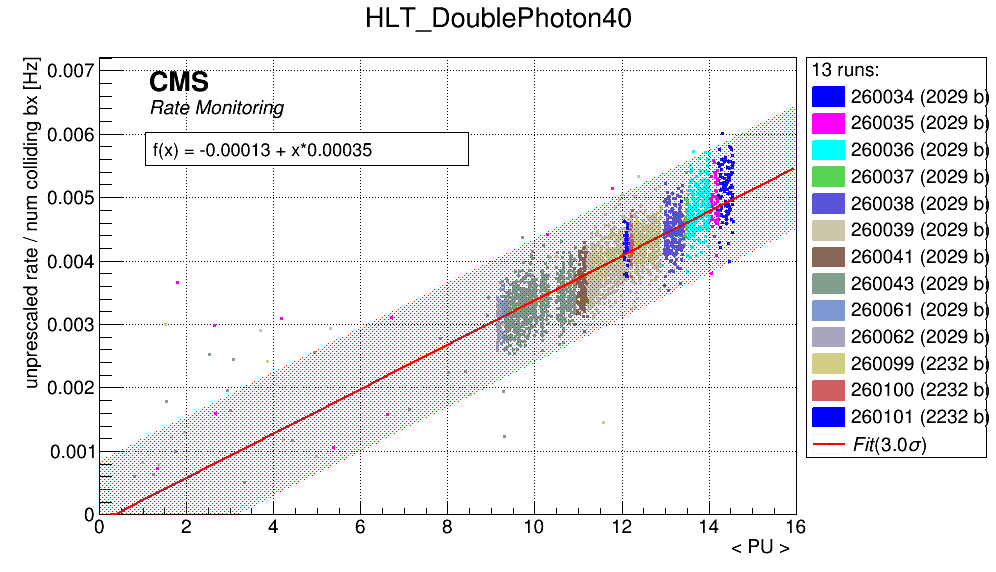 HLT_DoublePhoton40
unprescaled rate / num colliding bx [Hz]
0.007
0.006
0.005
0.004
0.003
0.002
0.001
0
CMS
Rate Monitoring
f(x) = -0.00013 + x*0.00035
0 2 4 6 8 10 12 14 16
< PU >
13 runs:
260034 (2029 b)
260035 (2029 b)
260036 (2029 b)
260037 (2029 b)
260038 (2029 b)
260039 (2029 b)
260041 (2029 b)
260043 (2029 b)
260061 (2029 b)
260062 (2029 b)
260099 (2232 b)
260100 (2232 b)
260101 (2232 b)
Fit(3.0σ)